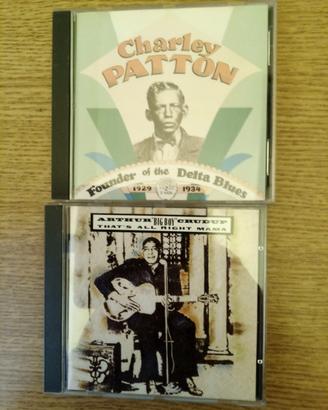 Charley
PATTON
Founder of the Delta Blues
1929 1934
ARTHUR "BIG BOY" CRUDUP
THAT'S ALL RIGHT MAMA